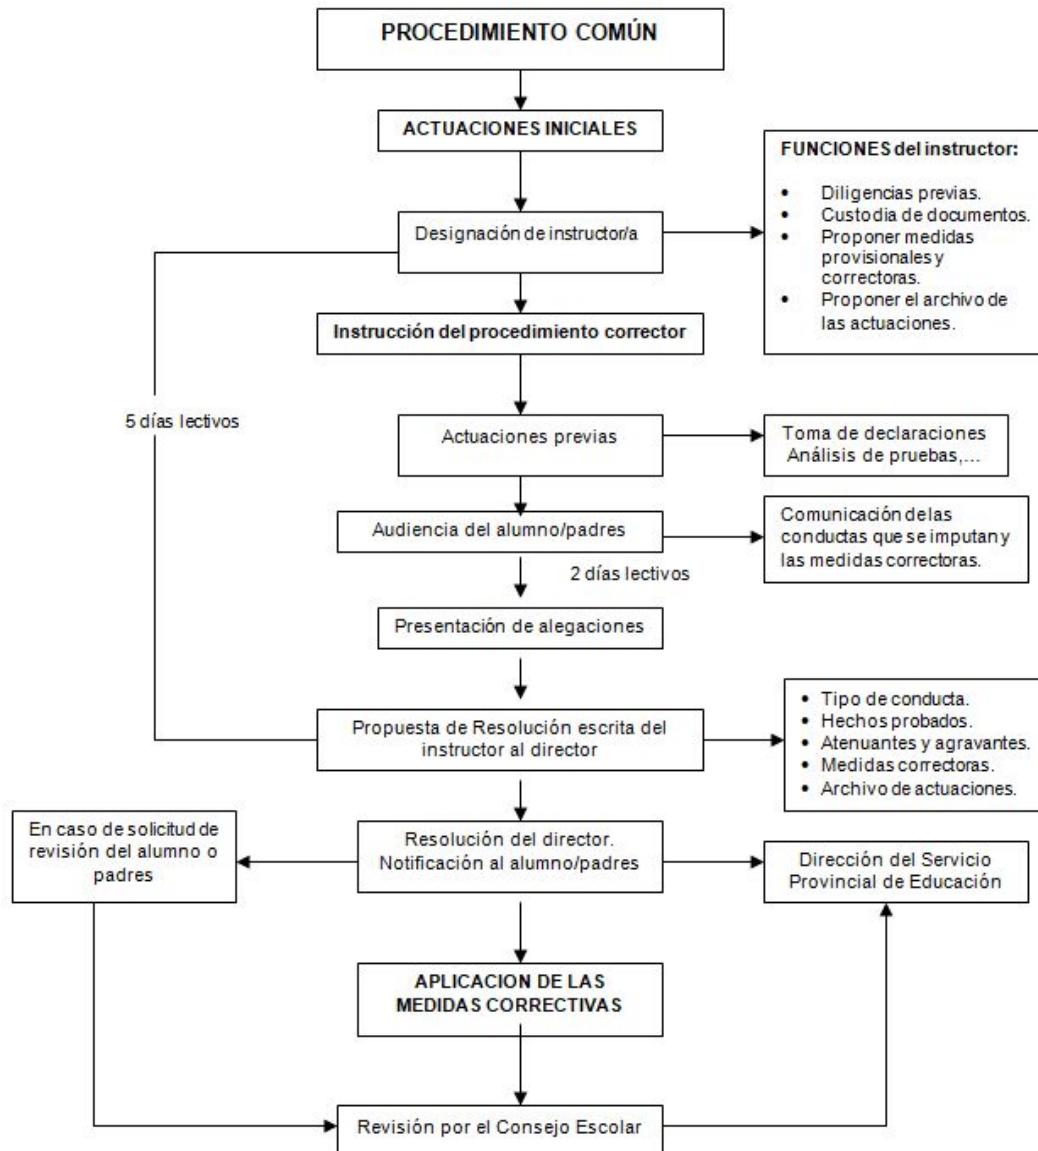 PROCEDIMIENTO COMÚN
ACTUACIONES INICIALES
FUNCIONES del instructor:
• Diligencias previas.
• Custodia de documentos.
• Proponer medidas
provisionales y
correctoras.
• Proponer el archivo de
las actuaciones.
Designación de instructor/a
Instrucción del procedimiento corrector
5 días lectivos
Actuaciones previas
Toma de declaraciones
Análisis de pruebas,...
Audiencia del alumno/padres
Comunicación de las
conductas que se imputan y
las medidas correctoras.
2 días lectivos
Presentación de alegaciones
Propuesta de Resolución escrita del
instructor al director
• Tipo de conducta.
• Hechos probados.
• Atenuantes y agravantes.
• Medidas correctoras.
• Archivo de actuaciones.
En caso de solicitud de
revisión del alumno o
padres
Resolución del director.
Notificación al alumno/padres
Dirección del Servicio
Provincial de Educación
APLICACION DE LAS
MEDIDAS CORRECTIVAS
Revisión por el Consejo Escolar